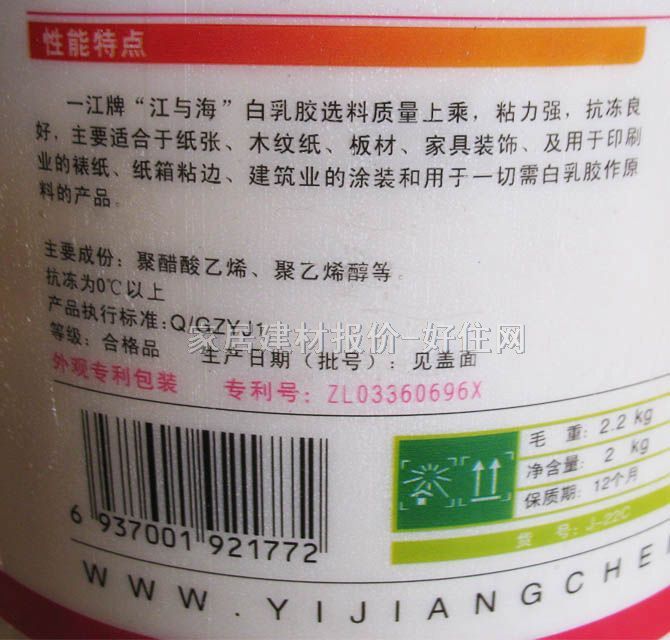 性能特点
一江牌“江与海”白乳胶选料质量上乘，粘力强，抗冻良
好，主要适合于纸张、木纹纸、板材、家具装饰、及用于印刷
业的裱纸、纸箱粘边、建筑业的涂装和用于一切需白乳胶作原
料的产品。
主要成份：聚醋酸乙烯、聚乙烯醇等。
抗冻为0℃以上
产品执行标准：Q/GZYJ1
家居建材报价-好住网
等级：合格品 生产日期（批号）：见盖面
外观专利包装 专利号：ZL03360696X
毛 重：2.2 kg
净含量：2 kg
保质期：12个月
货 号：J-22C
6 937001 921772
WWW.YIJIANGCHE